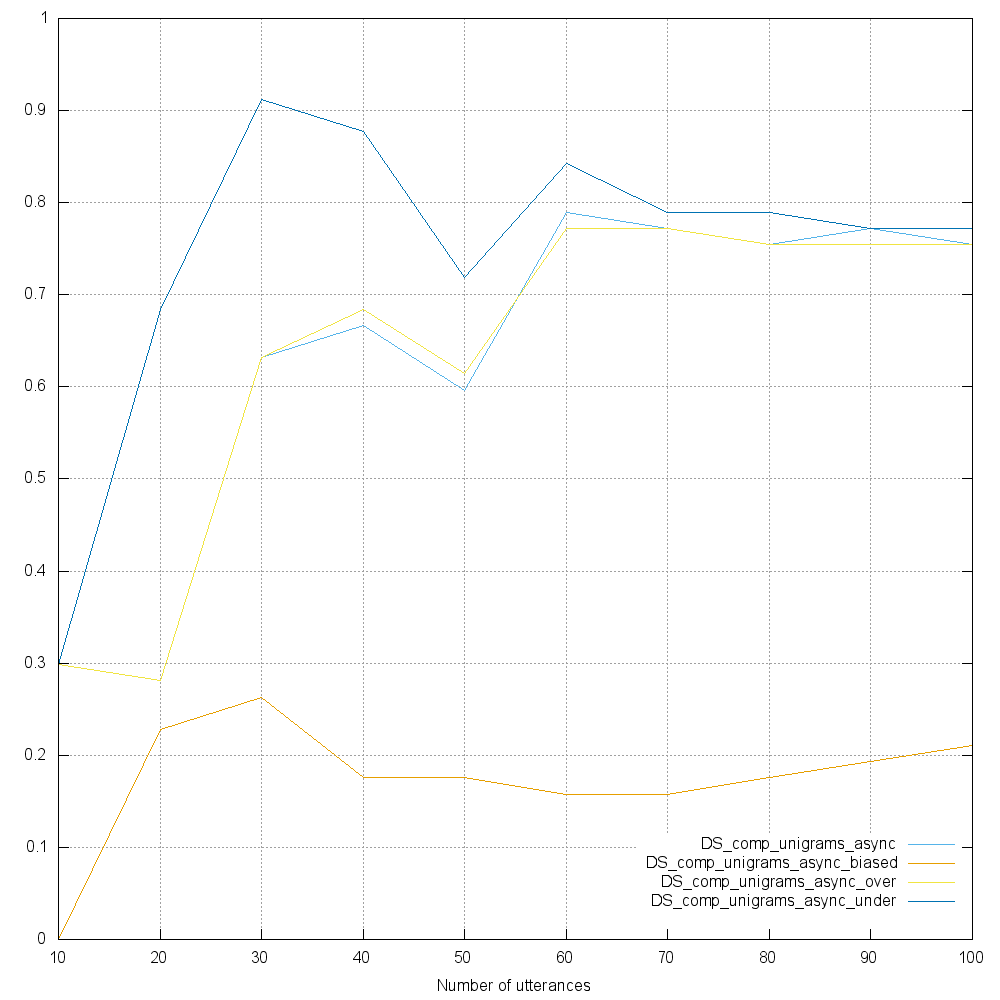 1
0.9
0.8
0.7
0.6
0.5
0.4
0.3
0.2
0.1
0
DS_comp_unigrams_async
DS_comp_unigrams_async_biased
DS_comp_unigrams_async_over
DS_comp_unigrams_async_under
10 20 30 40 50 60 70 80 90 100
Number of utterances